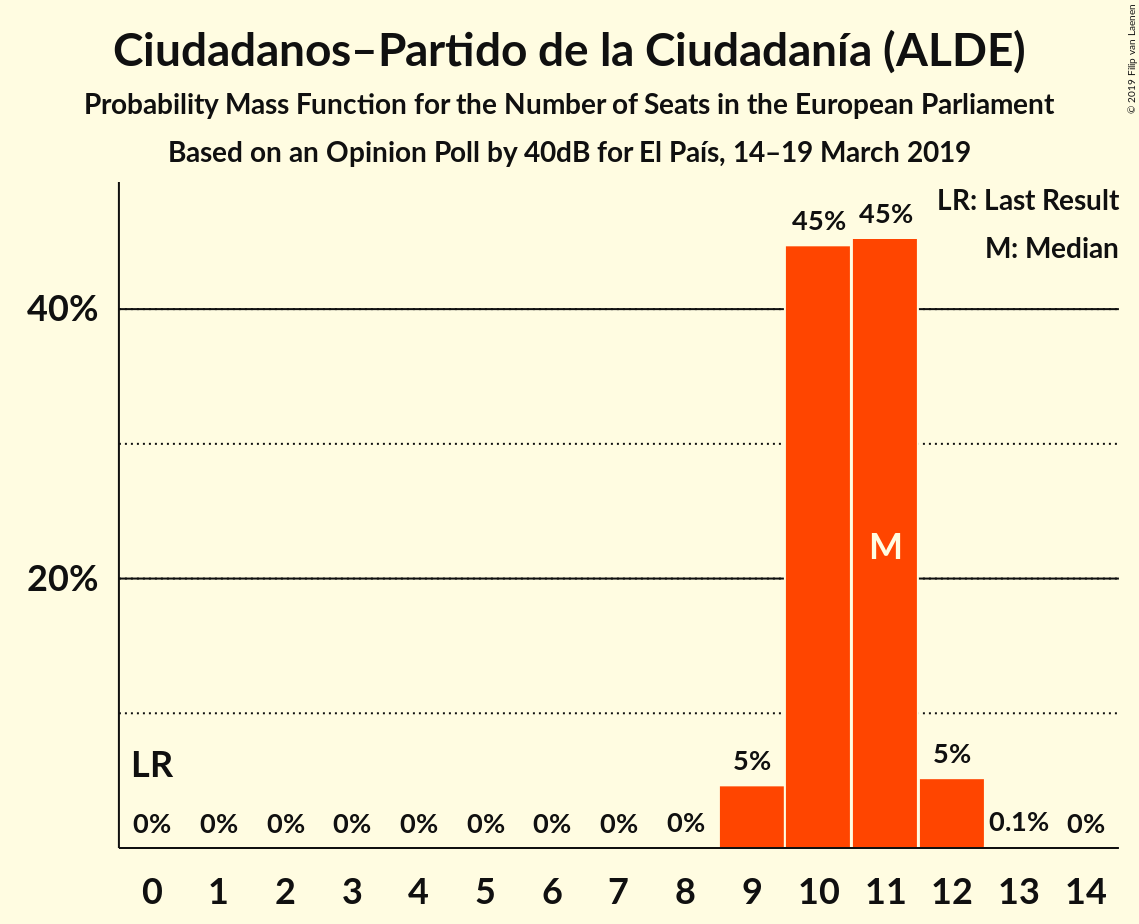 Ciudadanos–Partido de la Ciudadanía (ALDE)
Probability Mass Function for the Number of Seats in the European Parliament
Based on an Opinion Poll by 40dB for El País, 14–19 March 2019
© 2019 Filip van Laenen
LR: Last Result
M: Median
45% 45%
40%
M
20%
LR
5% 5%
0% 0% 0% 0% 0% 0% 0% 0% 0% 0.1% 0%
0 1 2 3 4 5 6 7 8 9 10 11 12 13 14